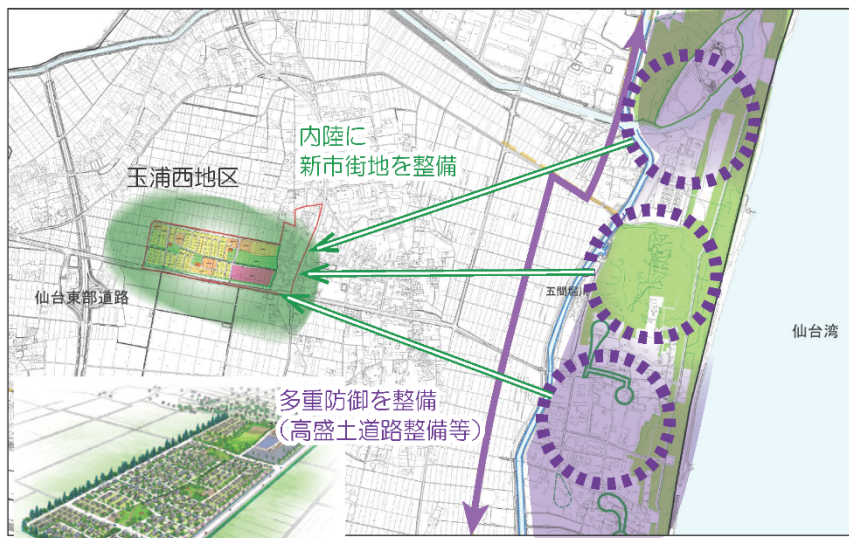 内陸に
新市街地を整備
玉浦西地区
仙台東部道路
五間堀川
仙台湾
多重防御を整備
（高盛土道路整備等）